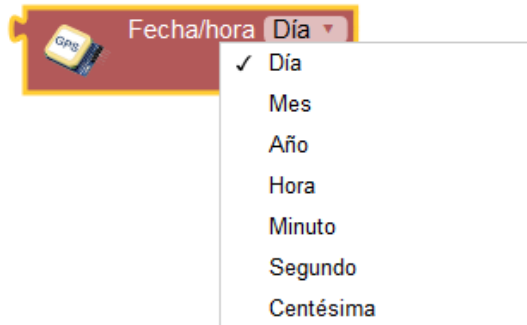 GPS
Fecha/hora Día
Día
Mes
Año
Hora
Minuto
Segundo
Centésima